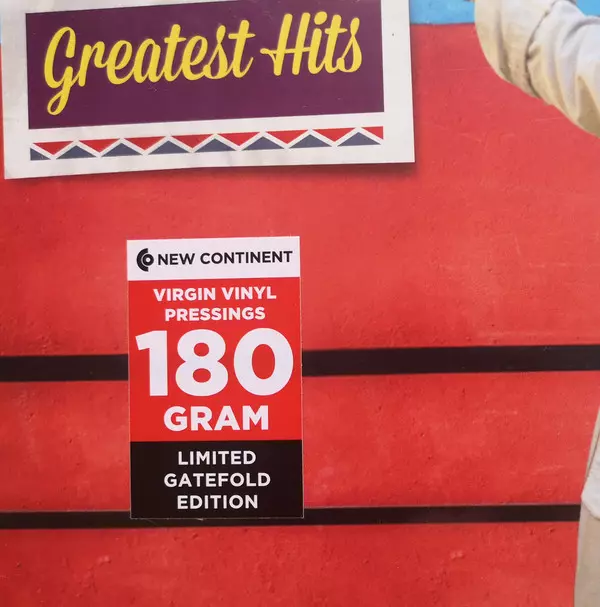 Greatest Hits
NEW CONTINENT
VIRGIN VINYL
PRESSINGS
180
GRAM
LIMITED
GATEFOLD
EDITION